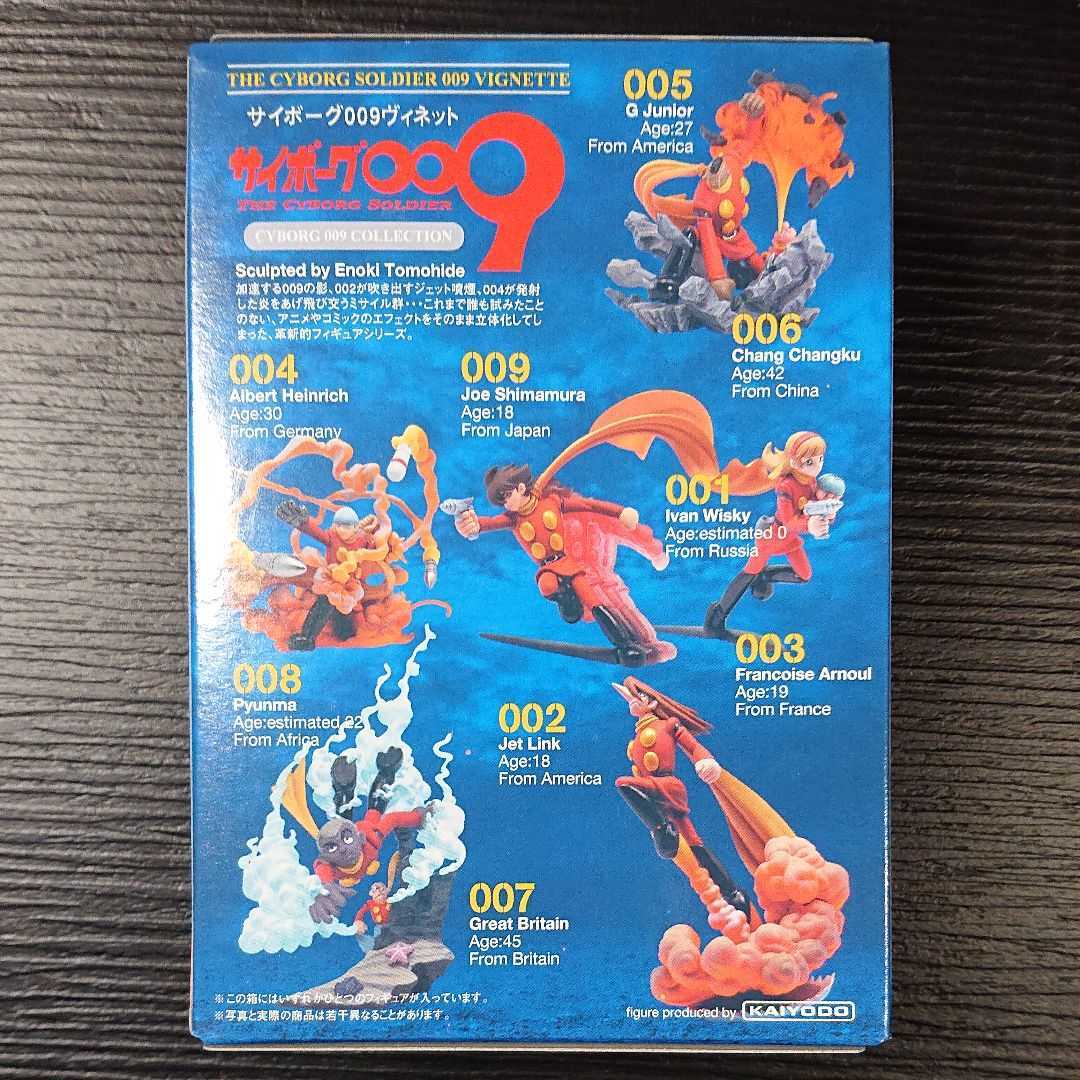 THE CYBORG SOLDIER 009 VIGNETTE
サイボーグ009ヴィネット
サイボーグ009
THE CYBORG SOLDIER
CYBORG 009 COLLECTION
Sculpted by Enoki Tomohide
加速する009の影、002が吹き出すジェット噴煙、004が発射
した炎をあげ飛び交うミサイル群・・・これまで誰も試みたこと
のない、アニメやコミックのエフェクトをそのまま立体化してし
まった、革新的フィギュアシリーズ。
005
G Junior
Age:27
From America
006
Chang Changku
Age:42
From China
004
Albert Heinrich
Age:30
From Germany
009
Joe Shimamura
Age:18
From Japan
001
Ivan Wisky
Age:estimated 0
From Russia
003
Francoise Arnoul
Age:19
From France
008
Pyunma
Age:estimated 22
From Africa
002
Jet Link
Age:18
From America
007
Great Britain
Age:45
From Britain
※この箱にはいずれかひとつのフィギュアが入っています。
※写真と実際の商品は若干異なることがあります。
figure produced by KAIYODO